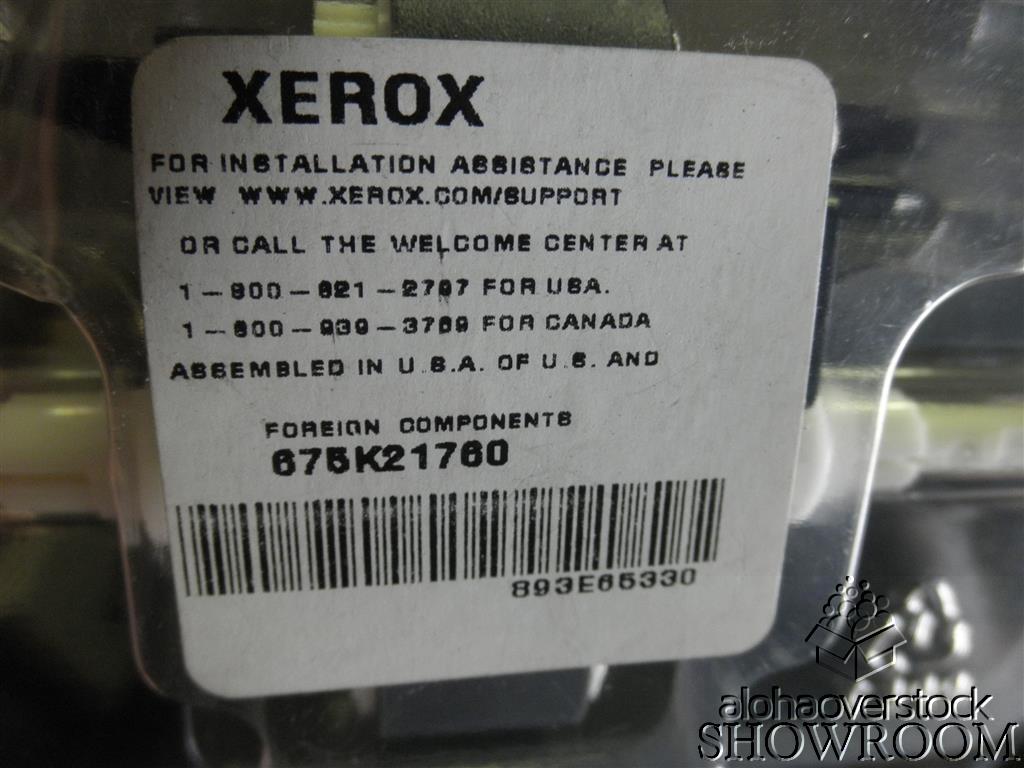 XEROX
FOR INSTALLATION ASSISTANCE PLEASE
VIEW WWW.XEROX.COM/SUPPORT
OR CALL THE WELCOME CENTER AT
1-800-821-2797 FOR USA.
1-800-939-3769 FOR CANADA
ASSEMBLED IN U.S.A. OF U.S. AND
FOREIGN COMPONENTS
675K21760
893E65330
alohaoverstock
SHOWROOM